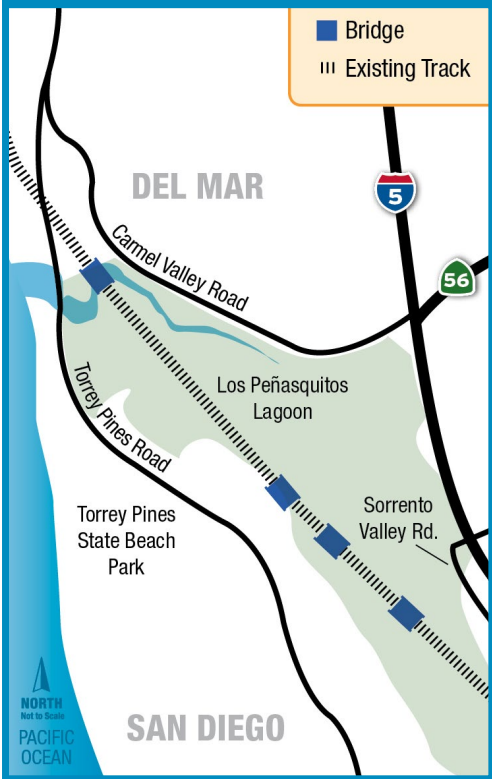 Bridge
Existing Track
DEL MAR
5
Carmel Valley Road
56
Los Peñasquitos
Lagoon
Torrey Pines Road
Sorrento
Valley Rd.
Torrey Pines
State Beach
Park
NORTH
Not to Scale
PACIFIC
OCEAN
SAN DIEGO